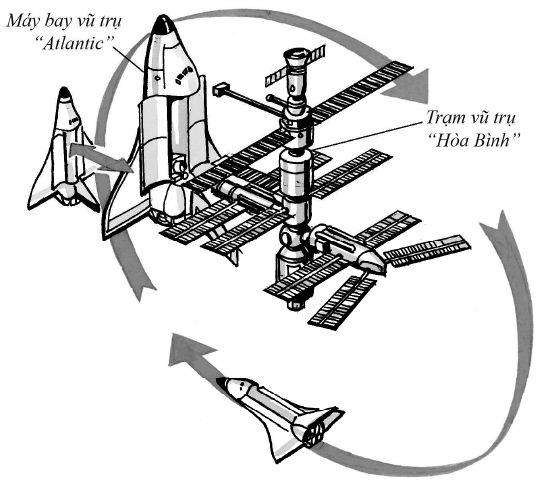 Máy bay vũ trụ
“Atlantic”
Trạm vũ trụ
“Hòa Bình”